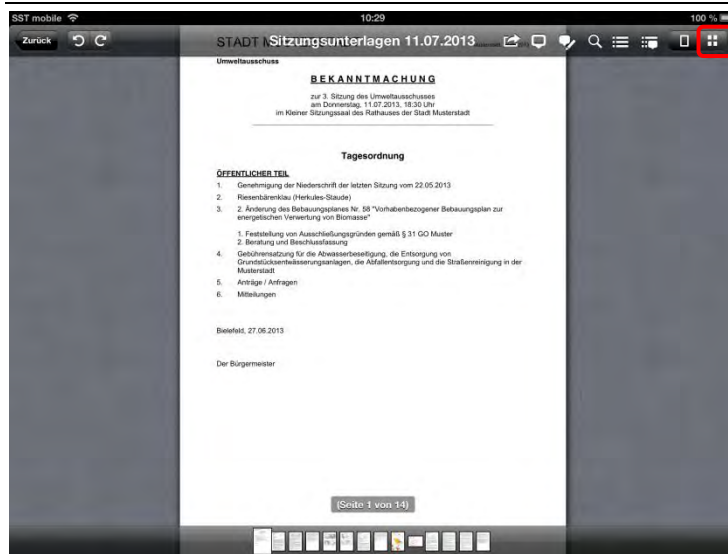 SST mobile 10:29 100 %
Zurück Sitzungsunterlagen 11.07.2013
STADT
Umweltausschuss
BEKANNTMACHUNG
zur 3. Sitzung des Umweltausschusses
am Donnerstag, 11.07.2013, 18:30 Uhr
im Kleiner Sitzungssaal des Rathauses der Stadt Musterstadt
Tagesordnung
ÖFFENTLICHER TEIL
1. Genehmigung der Niederschrift der letzten Sitzung vom 22.05.2013
2. Riesenbärenklau (Herkules-Staude)
3. 2. Änderung des Bebauungsplanes Nr. 58 "Vorhabenbezogener Bebauungsplan zur
energetischen Verwertung von Biomasse"
1. Feststellung von Ausschließungsgründen gemäß § 31 GO Muster
2. Beratung und Beschlussfassung
4. Gebührensatzung für die Abwasserbeseitigung, die Entsorgung von
Grundstücksentwässerungsanlagen, die Abfallentsorgung und die Straßenreinigung in der
Musterstadt
5. Anträge / Anfragen
6. Mitteilungen
Bielefeld, 27.06.2013
Der Bürgermeister
(Seite 1 von 14)